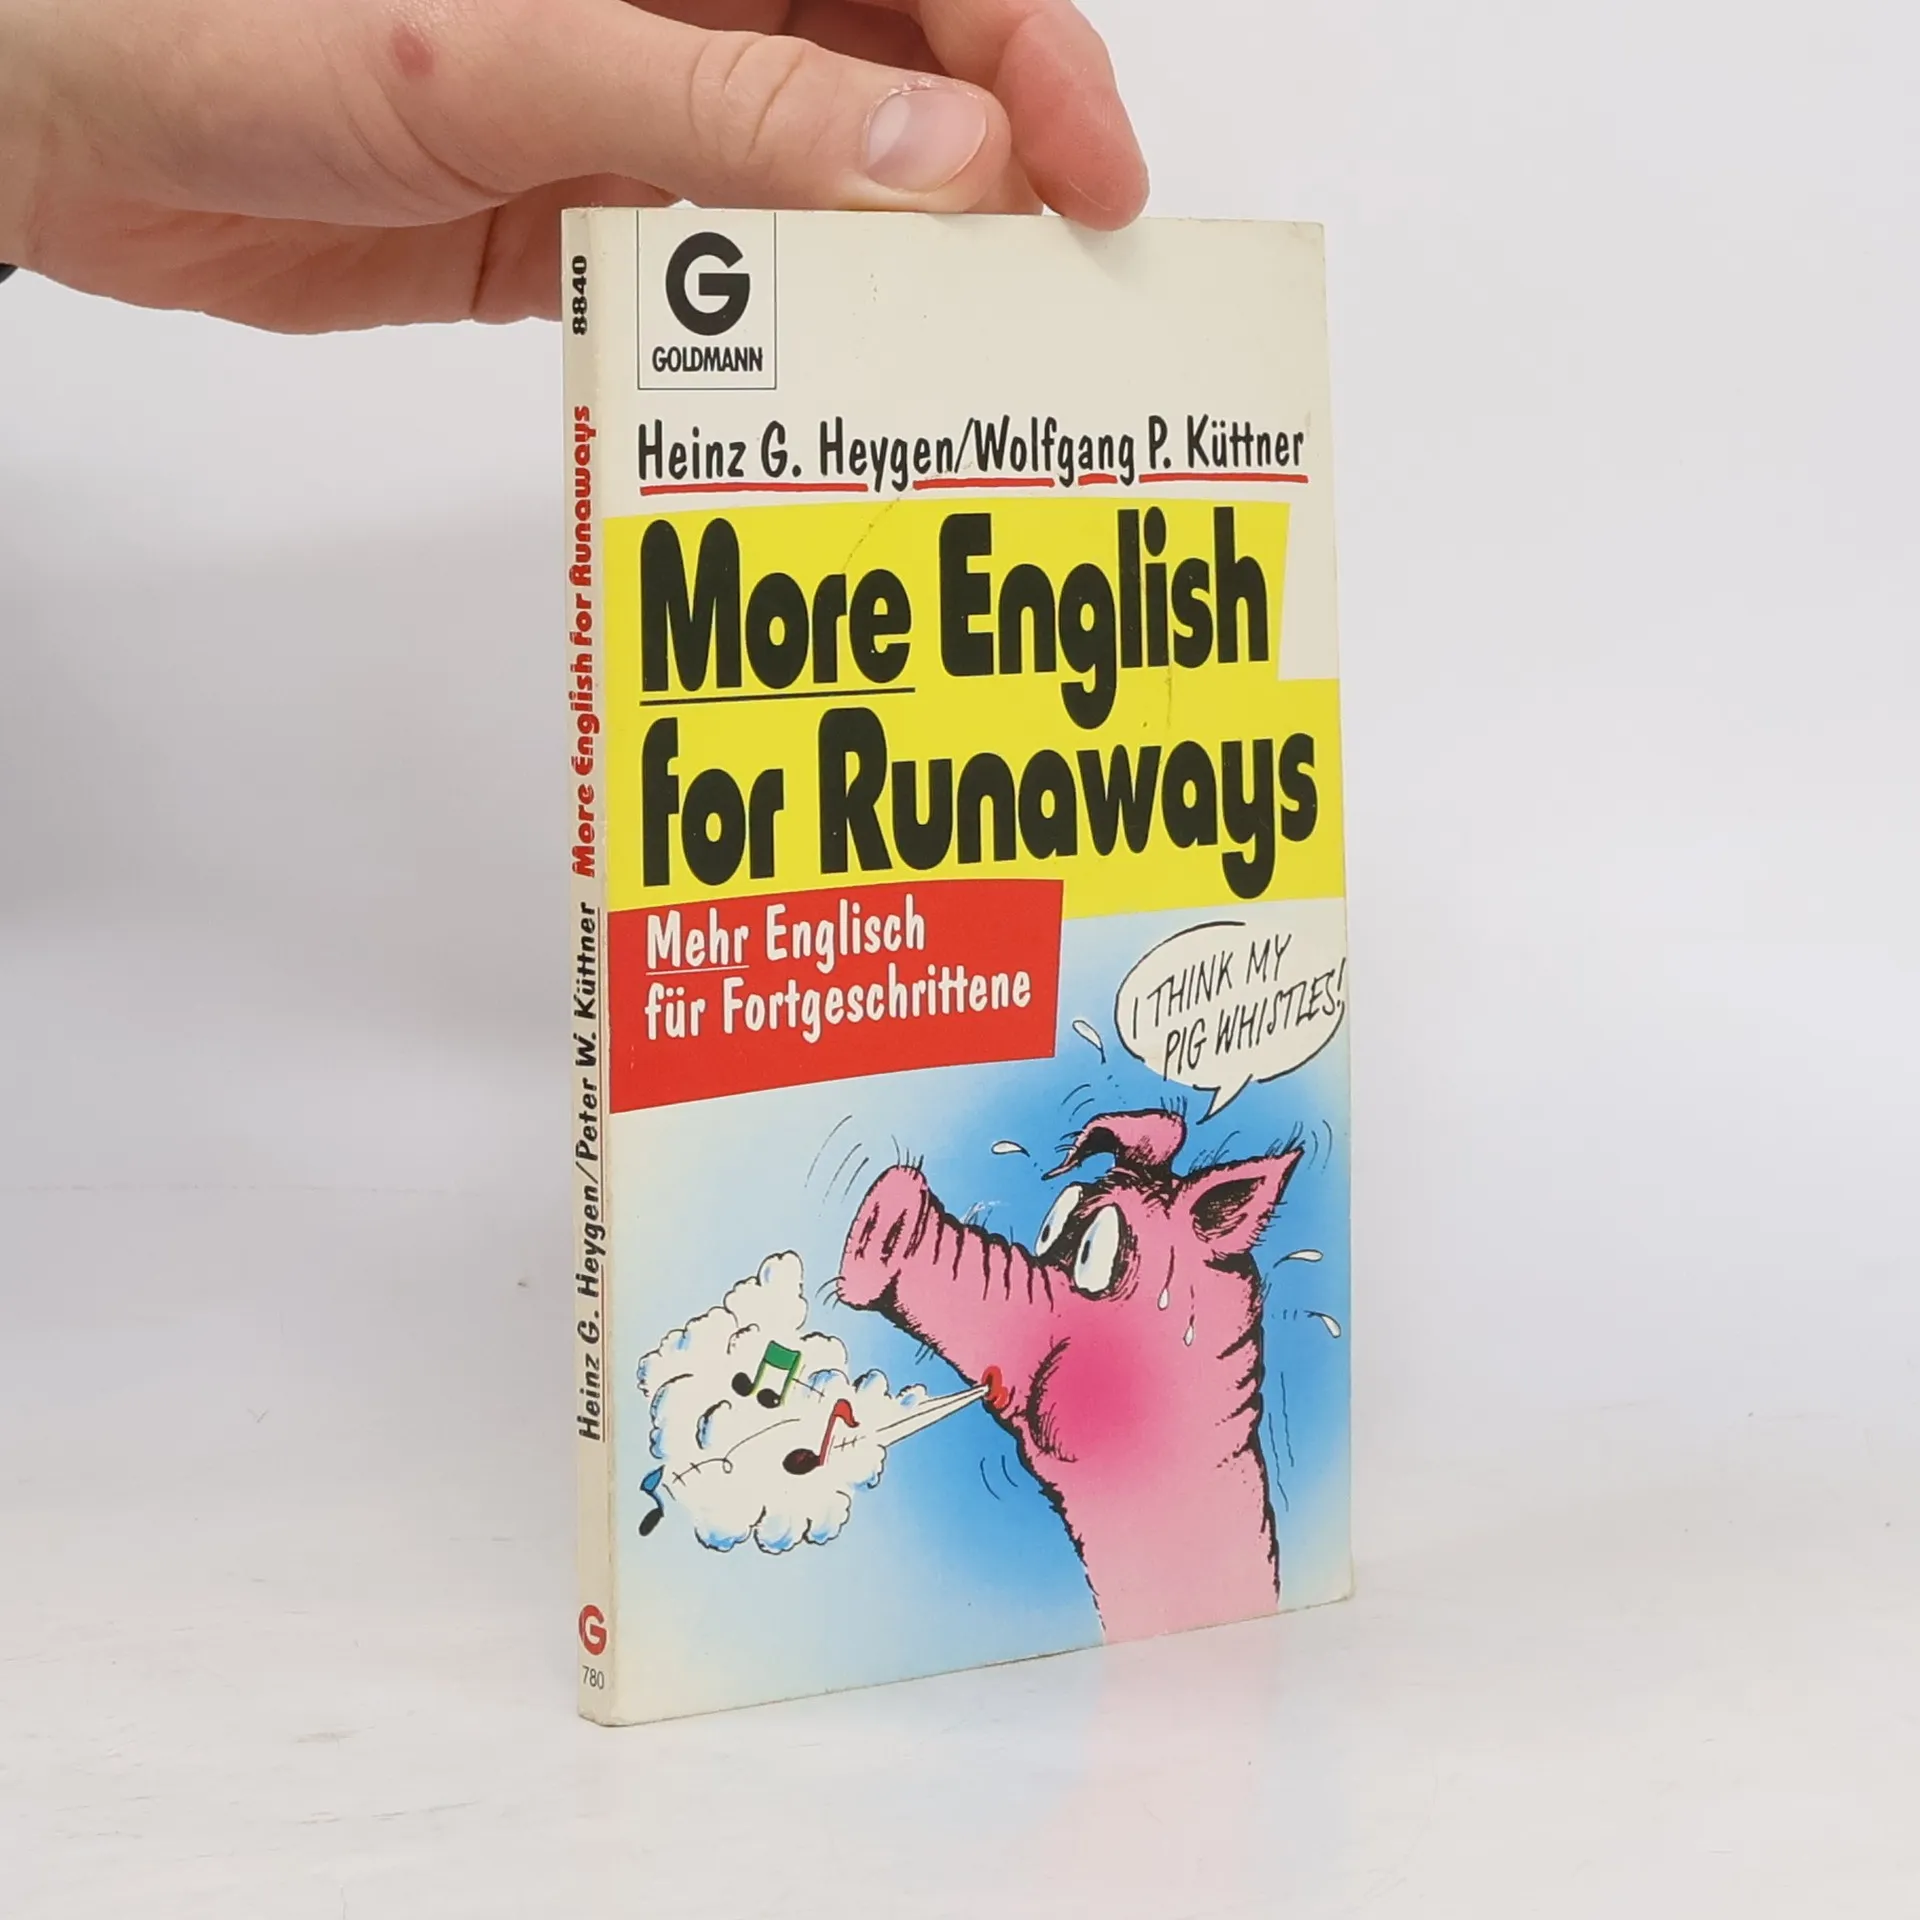 G
GOLDMANN
Heinz G. Heygen/Wolfgang P. Küttner
More English
for Runaways
Mehr Englisch
für Fortgeschrittene
I THINK MY
PIG WHISTLES!
8840
More English for Runaways
Heinz G. Heygen/Peter W. Küttner
G
780